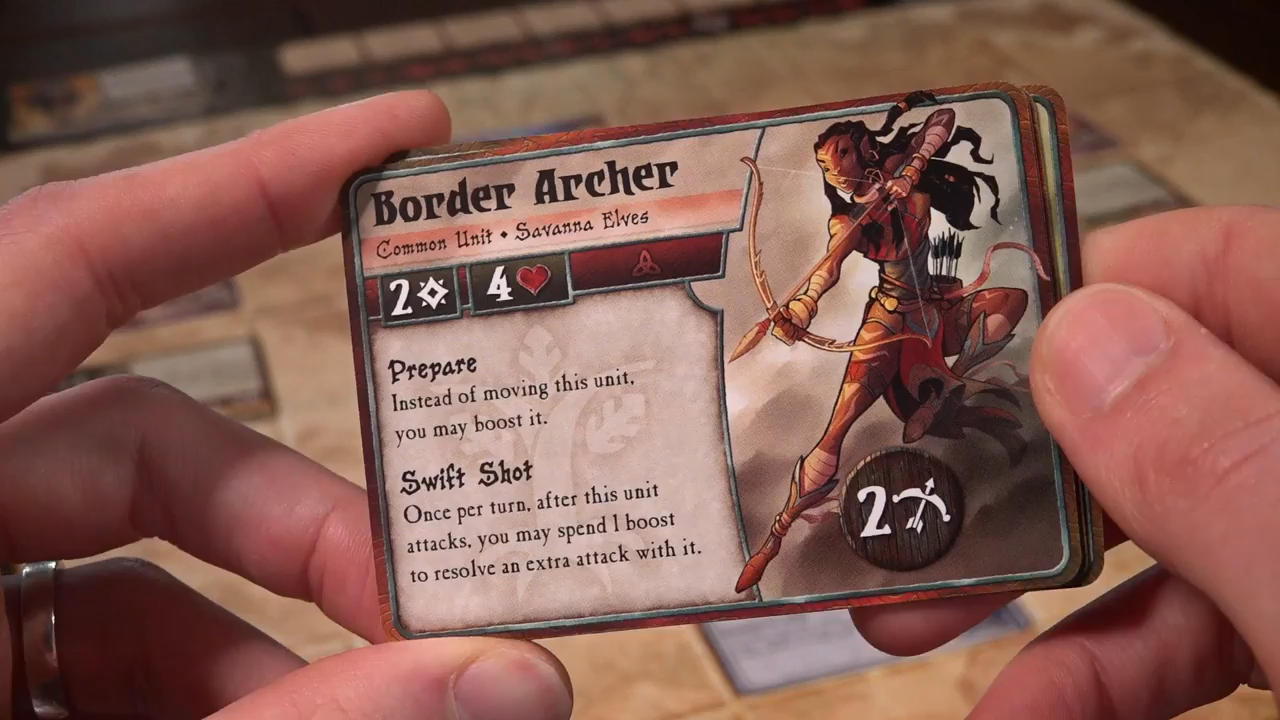 Border Archer
Common Unit • Savanna Elves
2
4
Prepare
Instead of moving this unit,
you may boost it.
Swift Shot
Once per turn, after this unit
attacks, you may spend 1 boost
to resolve an extra attack with it.
2